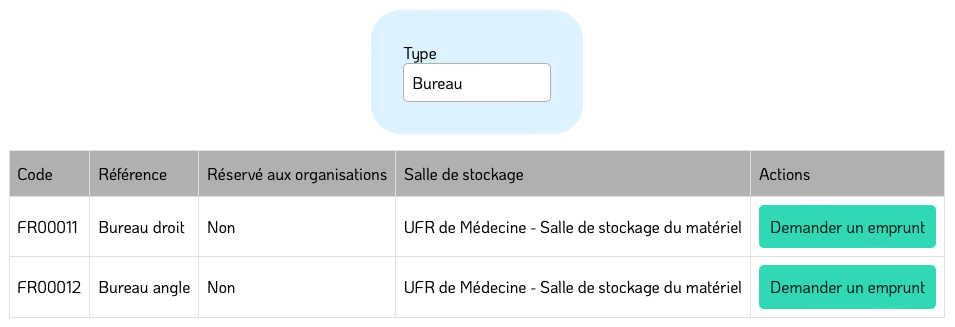 Type
Bureau
Code Référence Réservé aux organisations Salle de stockage Actions
FR00011 Bureau droit Non UFR de Médecine - Salle de stockage du matériel Demander un emprunt
FR00012 Bureau angle Non UFR de Médecine - Salle de stockage du matériel Demander un emprunt